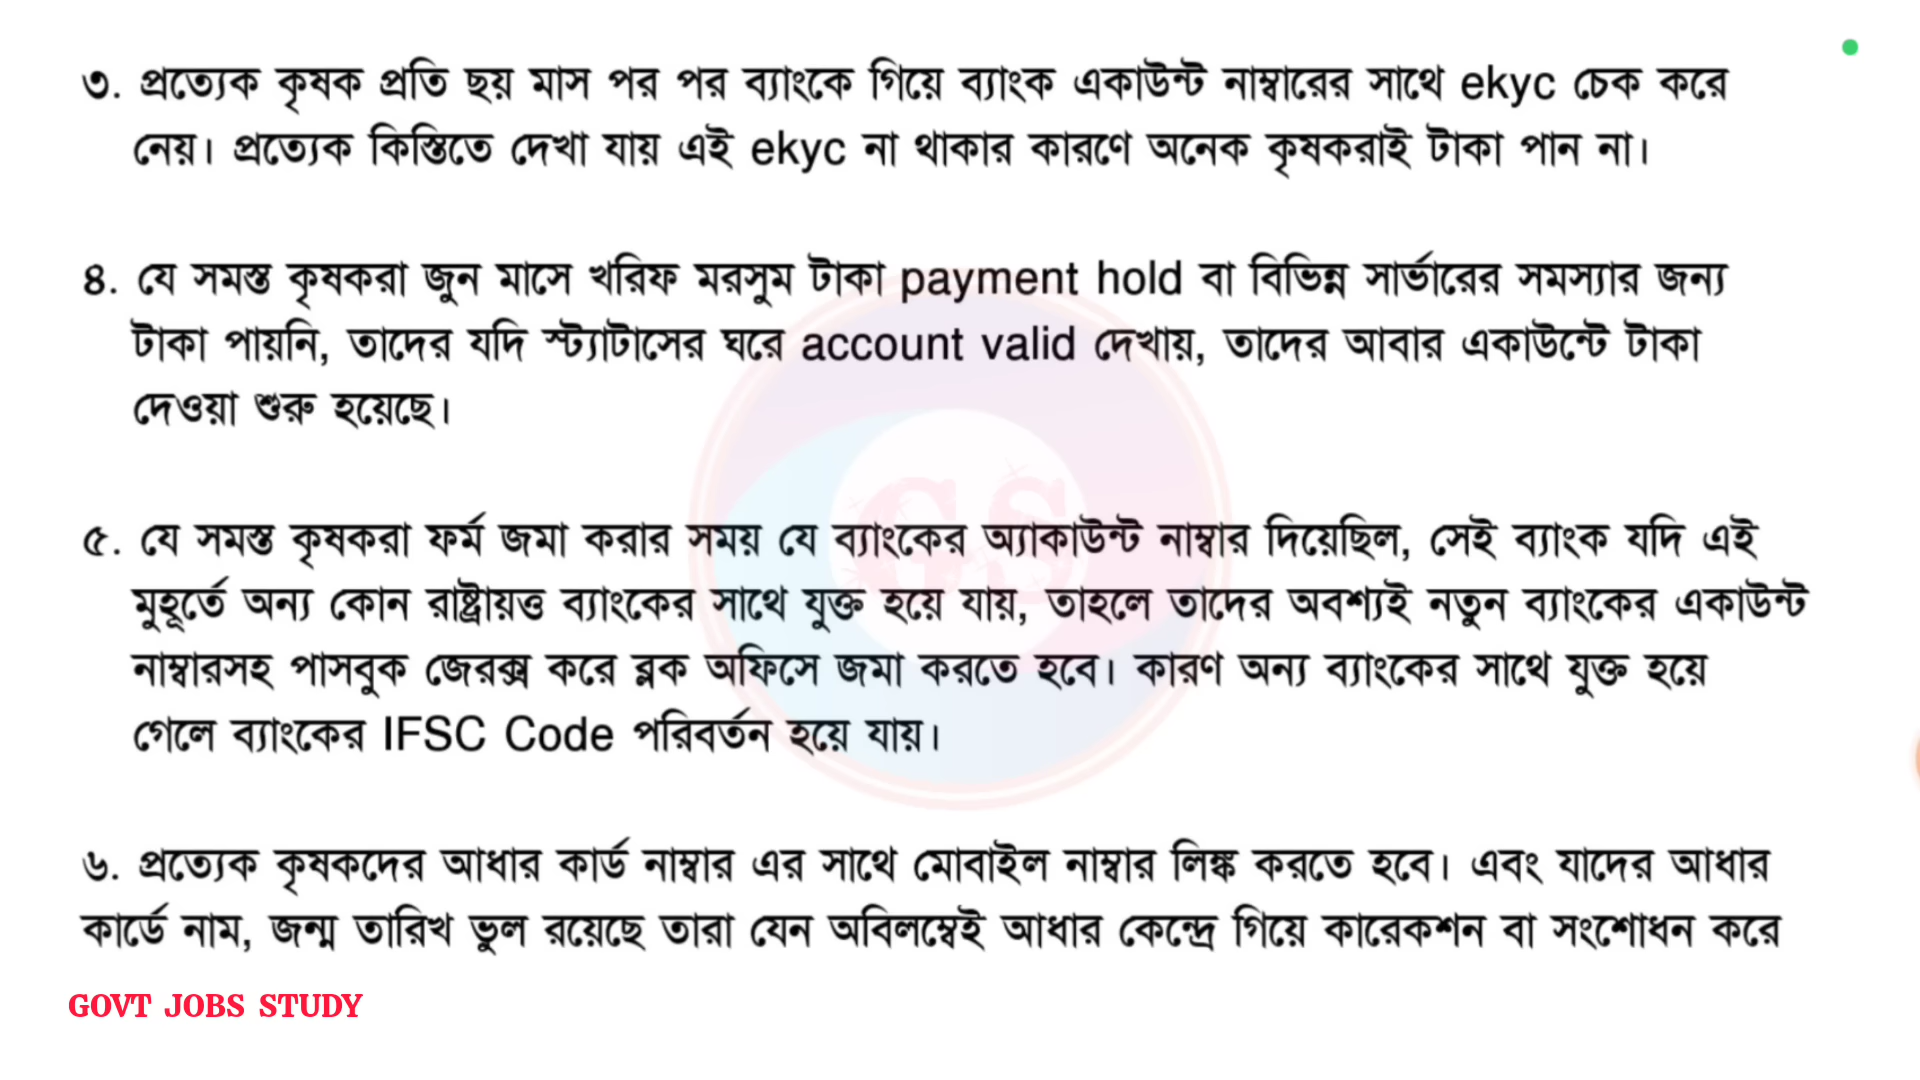 ৩. প্রত্যেক কৃষক প্রতি ছয় মাস পর পর ব্যাংকে গিয়ে ব্যাংক একাউন্ট নাম্বারের সাথে ekyc চেক করে
নেয়। প্রত্যেক কিস্তিতে দেখা যায় এই ekyc না থাকার কারণে অনেক কৃষকরাই টাকা পান না।
৪. যে সমস্ত কৃষকরা জুন মাসে খরিফ মরসুম টাকা payment hold বা বিভিন্ন সার্ভারের সমস্যার জন্য
টাকা পায়নি, তাদের যদি স্ট্যাটাসের ঘরে account valid দেখায়, তাদের আবার একাউন্টে টাকা
দেওয়া শুরু হয়েছে।
৫. যে সমস্ত কৃষকরা ফর্ম জমা করার সময় যে ব্যাংকের অ্যাকাউন্ট নাম্বার দিয়েছিল, সেই ব্যাংক যদি এই
মুহূর্তে অন্য কোন রাষ্ট্রায়ত্ত ব্যাংকের সাথে যুক্ত হয়ে যায়, তাহলে তাদের অবশ্যই নতুন ব্যাংকের একাউন্ট
নাম্বারসহ পাসবুক জেরক্স করে ব্লক অফিসে জমা করতে হবে। কারণ অন্য ব্যাংকের সাথে যুক্ত হয়ে
গেলে ব্যাংকের IFSC Code পরিবর্তন হয়ে যায়।
৬. প্রত্যেক কৃষকদের আধার কার্ড নাম্বার এর সাথে মোবাইল নাম্বার লিঙ্ক করতে হবে। এবং যাদের আধার
কার্ডে নাম, জন্ম তারিখ ভুল রয়েছে তারা যেন অবিলম্বেই আধার কেন্দ্রে গিয়ে কারেকশন বা সংশোধন করে
GS
GOVT JOBS STUDY